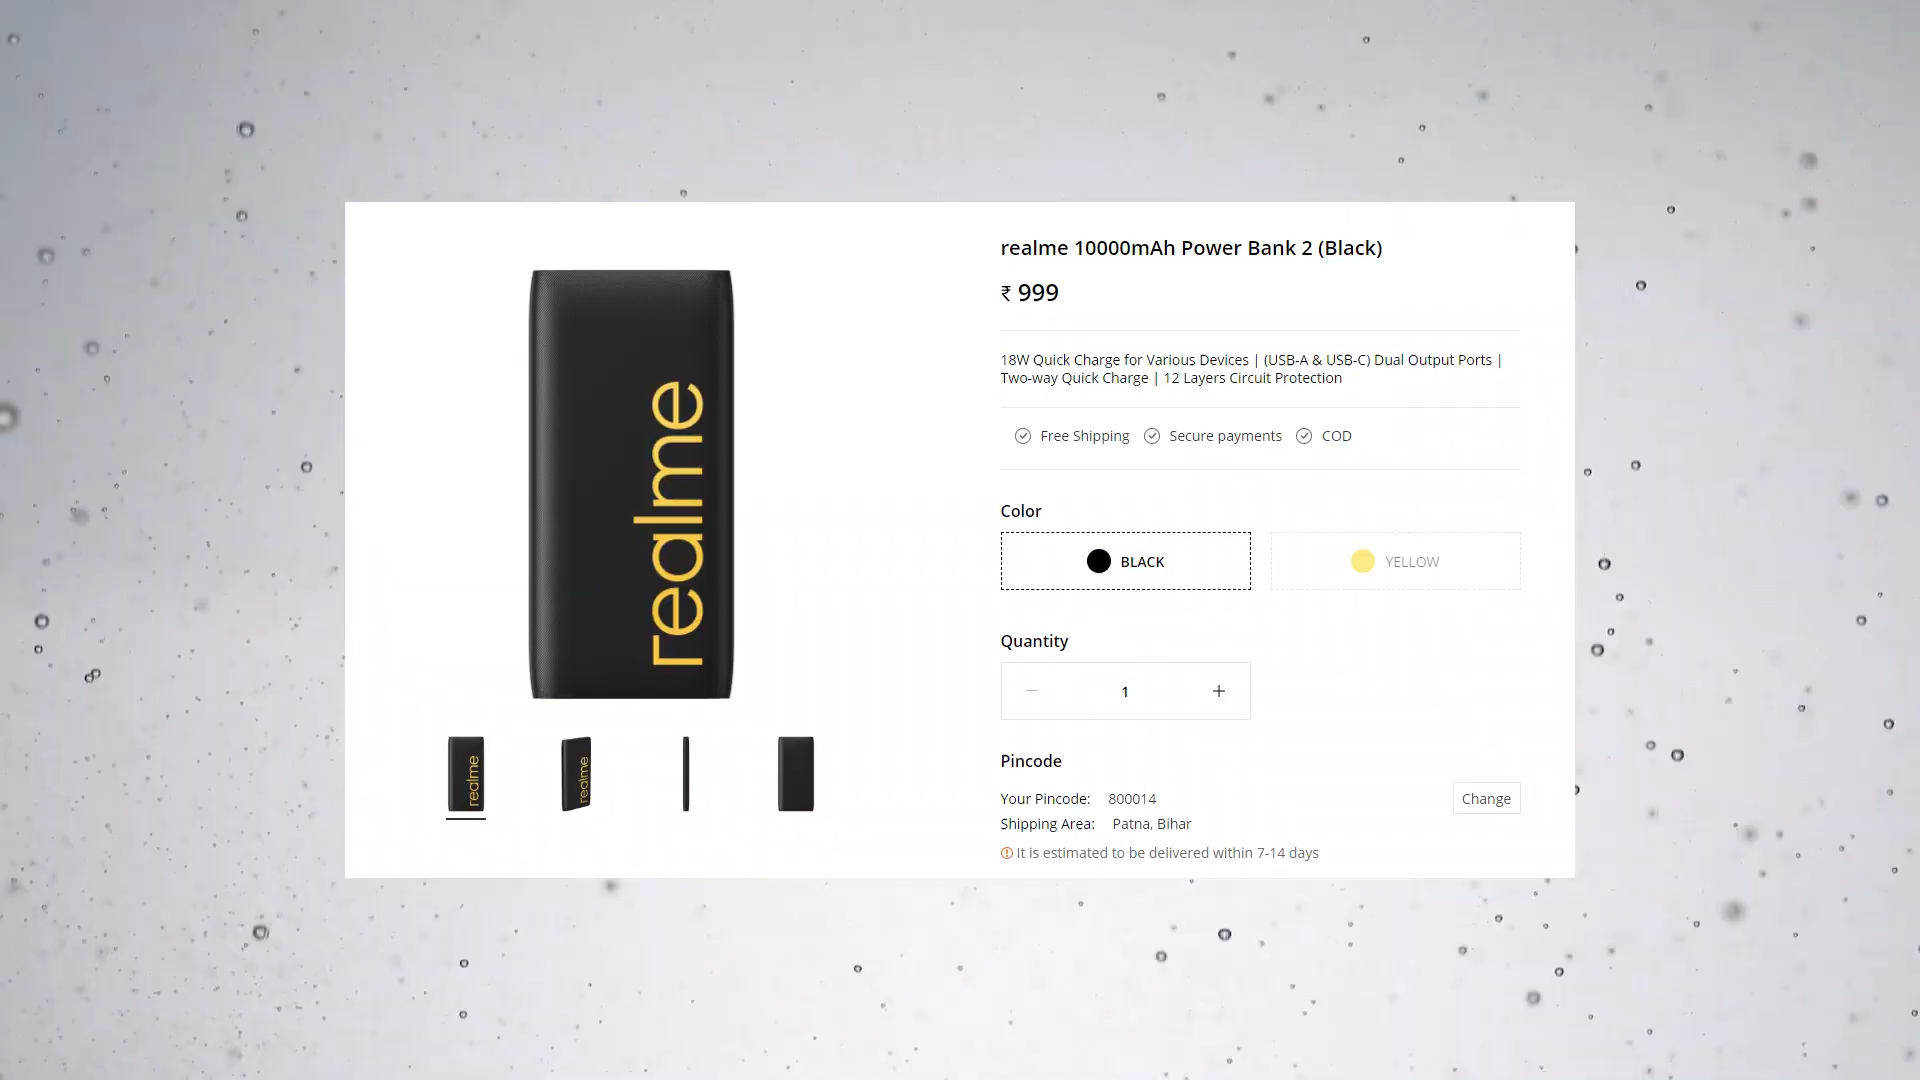 realme
realme
realme
realme 10000mAh Power Bank 2 (Black)
₹ 999
18W Quick Charge for Various Devices | (USB-A & USB-C) Dual Output Ports |
Two-way Quick Charge | 12 Layers Circuit Protection
Free Shipping Secure payments COD
Color
BLACK YELLOW
Quantity
1
Pincode
Your Pincode: 800014 Change
Shipping Area: Patna, Bihar
It is estimated to be delivered within 7-14 days